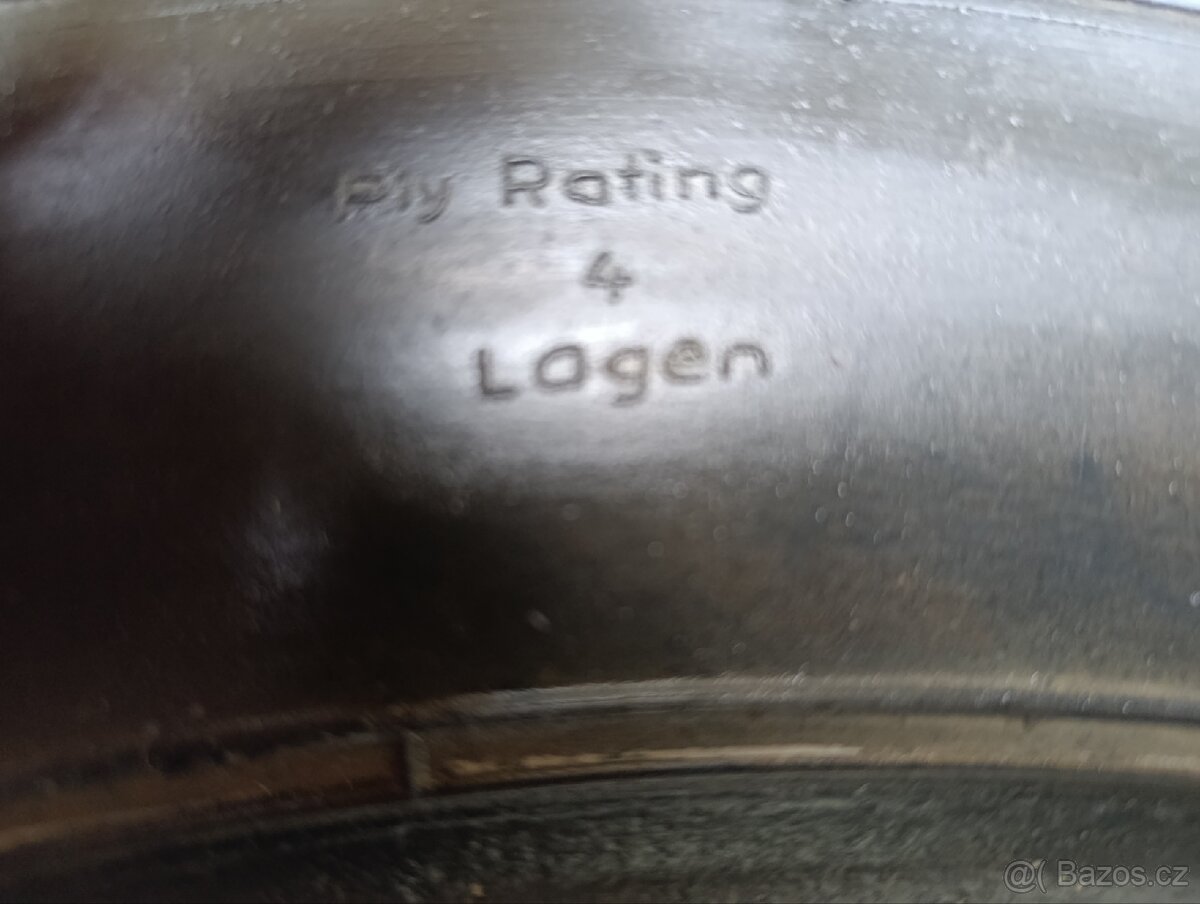 Ply Rating
4
Lagen
@( Bazos.cz